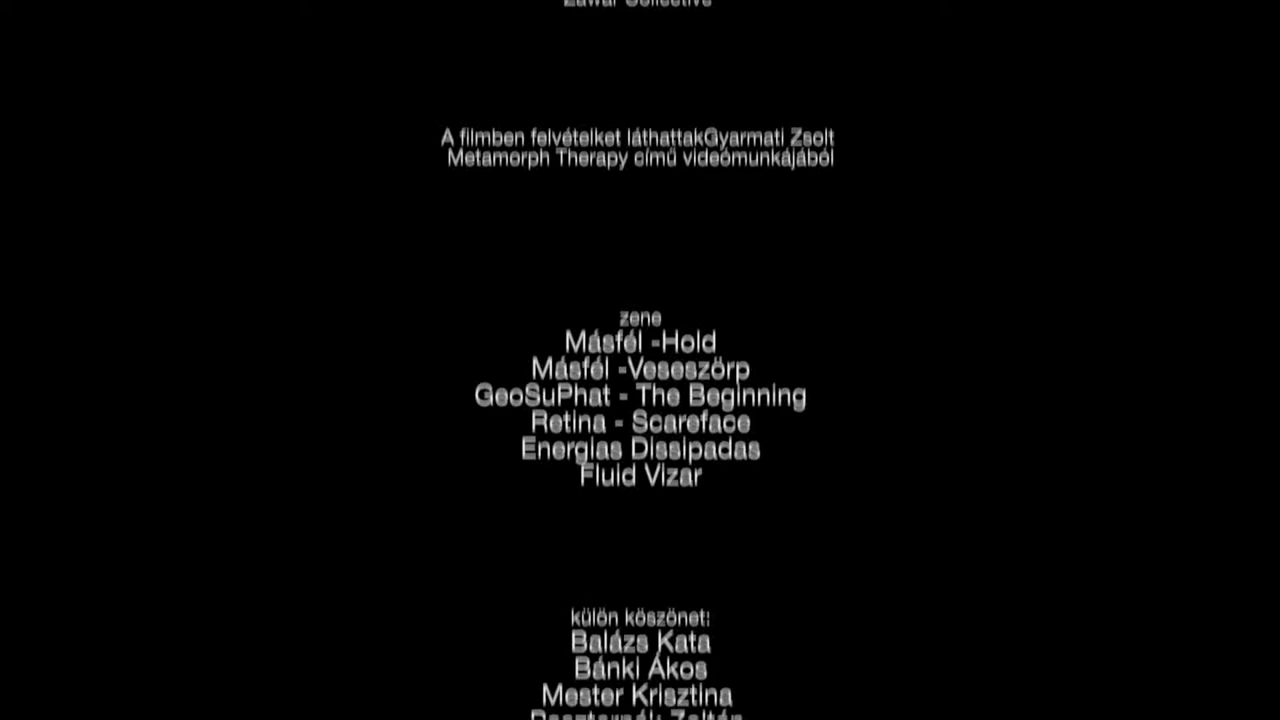 A filmben felvételket láthattakGyarmati Zsolt
Metamorph Therapy című videómunkájából
zene
Másfél -Hold
Másfél -Veseszörp
GeoSuPhat - The Beginning
Retina - Scareface
Energias Dissipadas
Fluid Vizar
külön köszönet:
Balázs Kata
Bánki Ákos
Mester Krisztina